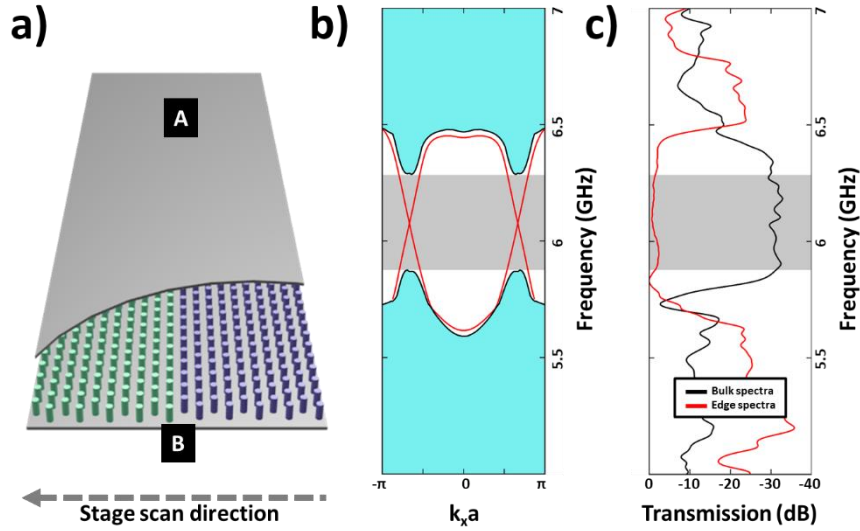 a)
A
B
Stage scan direction
b)
7
6.5
6
5.5
Frequency (GHz)
-π
0
π
kₓa
c)
7
6.5
6
5.5
Frequency (GHz)
Bulk spectra
Edge spectra
0
-10
-20
-30
-40
Transmission (dB)